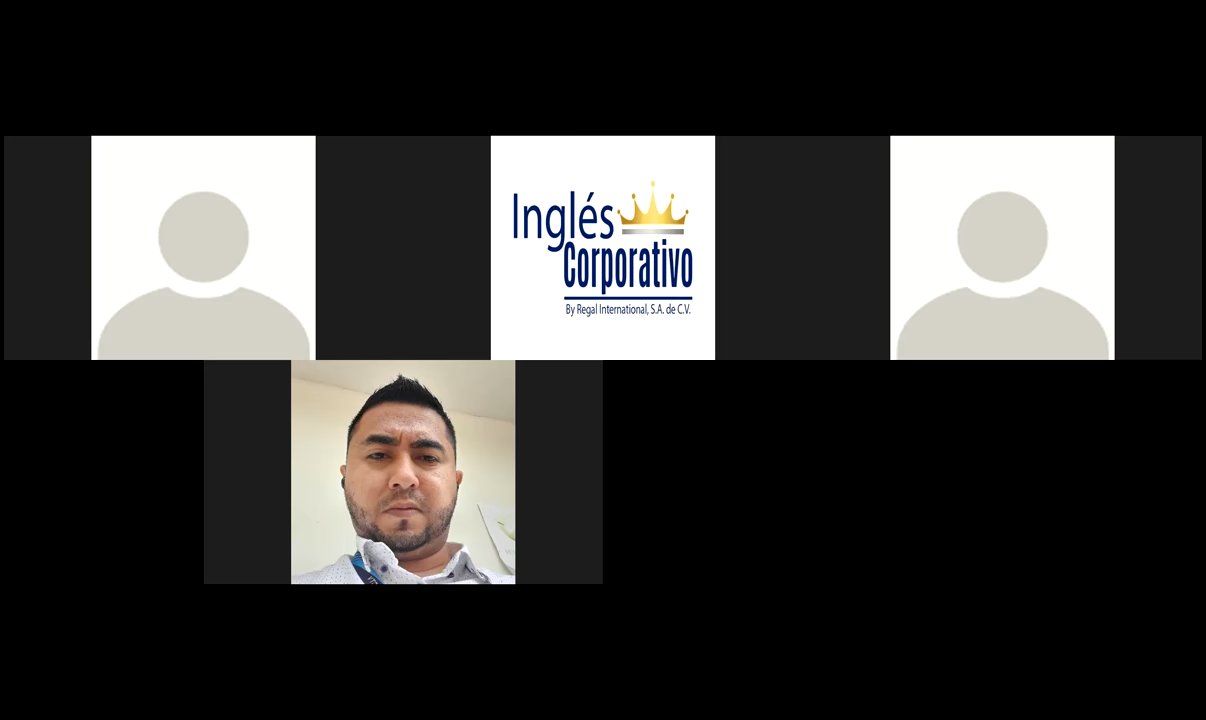 Inglés
Corporativo
By Regal International, S.A. de C.V.